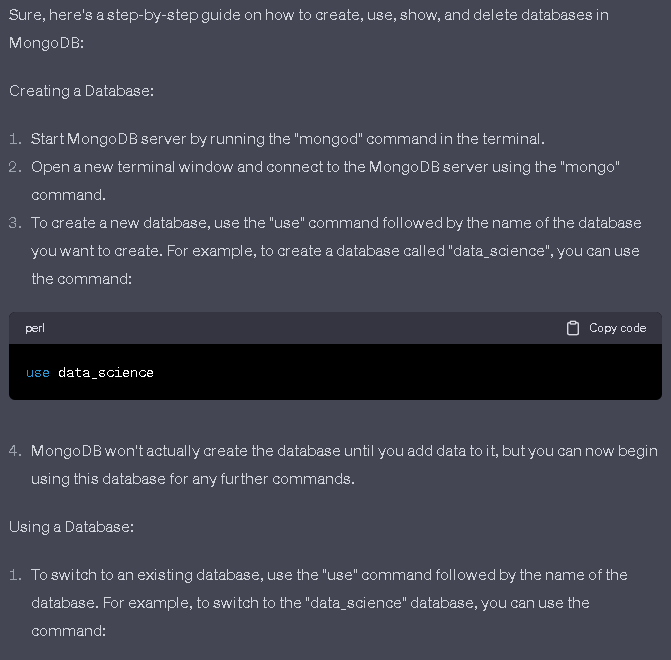 Sure, here's a step-by-step guide on how to create, use, show, and delete databases in
MongoDB:
Creating a Database:
1. Start MongoDB server by running the "mongod" command in the terminal.
2. Open a new terminal window and connect to the MongoDB server using the "mongo"
command.
3. To create a new database, use the "use" command followed by the name of the database
you want to create. For example, to create a database called "data_science", you can use
the command:
perl Copy code
use data_science
4. MongoDB won't actually create the database until you add data to it, but you can now begin
using this database for any further commands.
Using a Database:
1. To switch to an existing database, use the "use" command followed by the name of the
database. For example, to switch to the "data_science" database, you can use the
command: